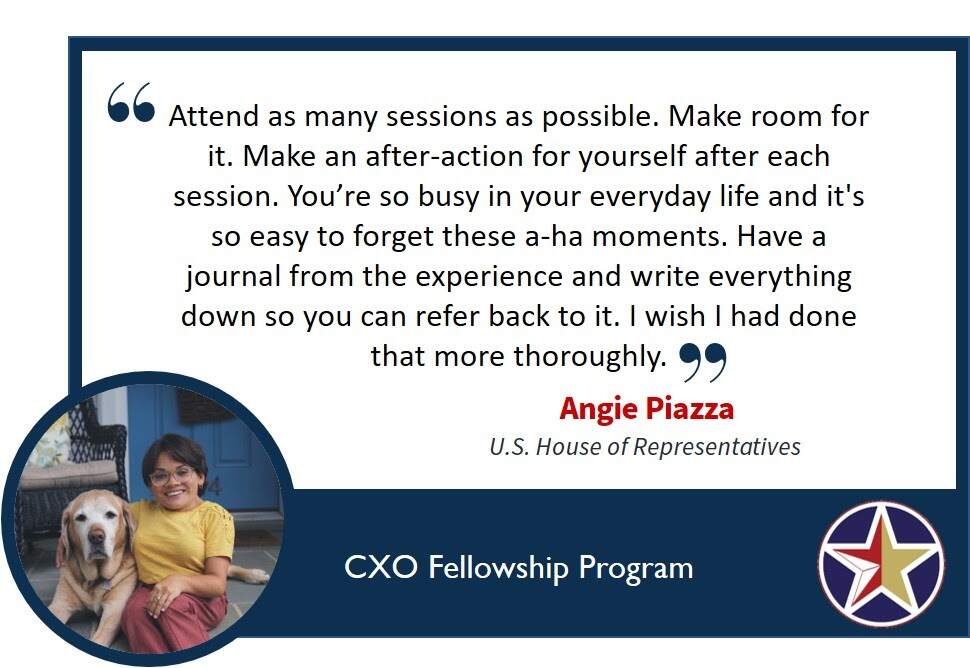 “ Attend as many sessions as possible. Make room for
it. Make an after-action for yourself after each
session. You’re so busy in your everyday life and it's
so easy to forget these a-ha moments. Have a
journal from the experience and write everything
down so you can refer back to it. I wish I had done
that more thoroughly. ”
Angie Piazza
U.S. House of Representatives
4
CXO Fellowship Program